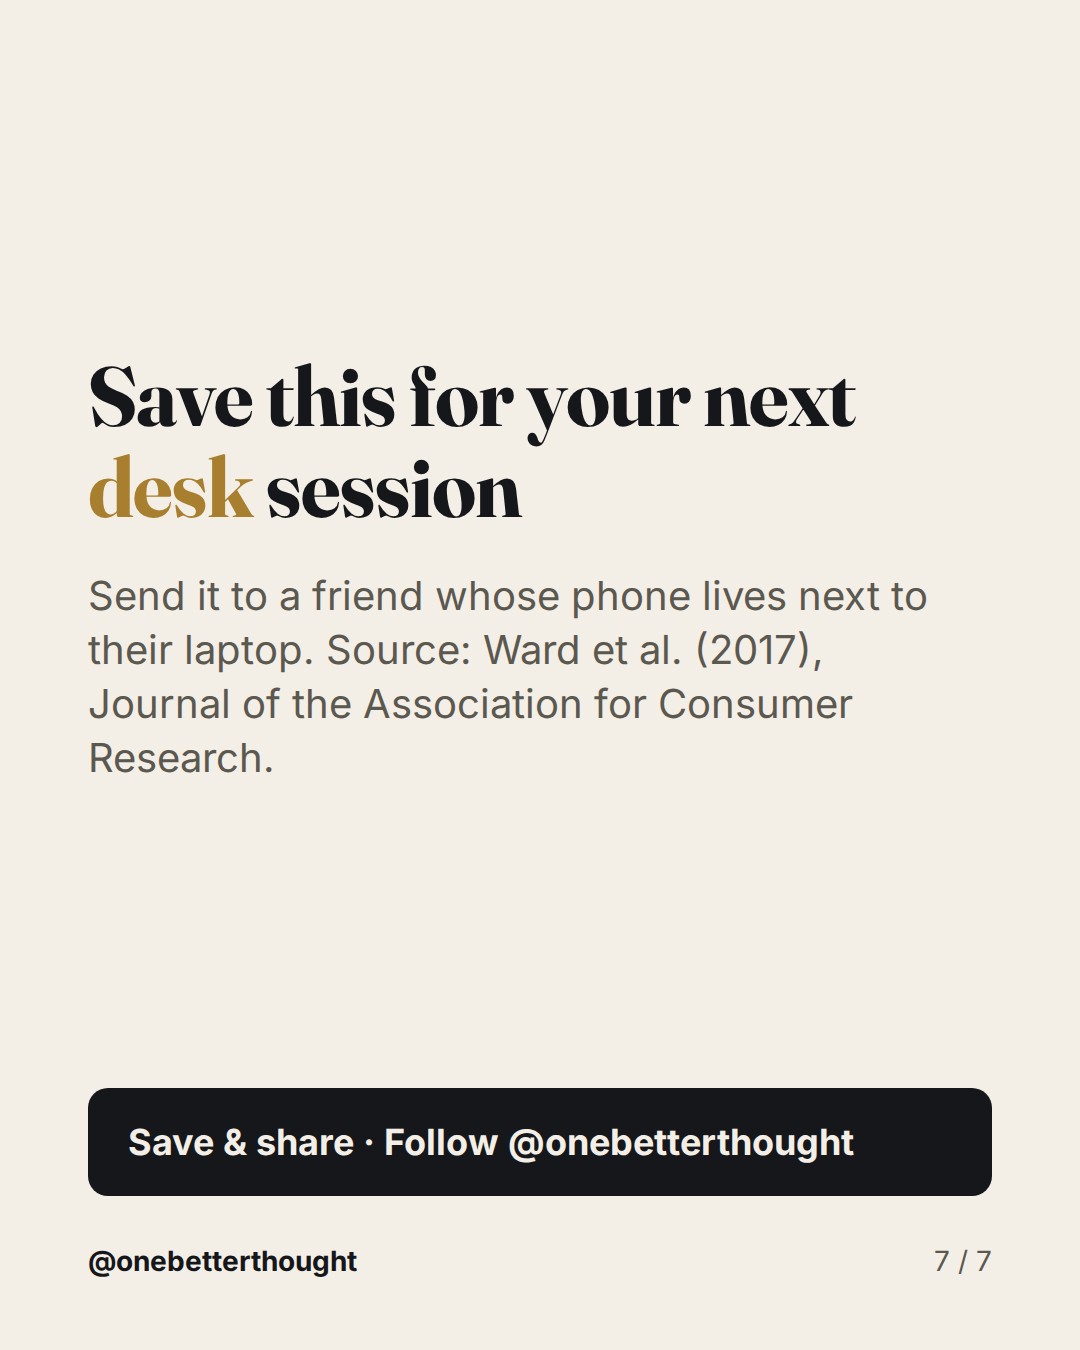 Save this for your next
desk session
Send it to a friend whose phone lives next to
their laptop. Source: Ward et al. (2017),
Journal of the Association for Consumer
Research.
Save & share · Follow @onebetterthought
@onebetterthought
7 / 7